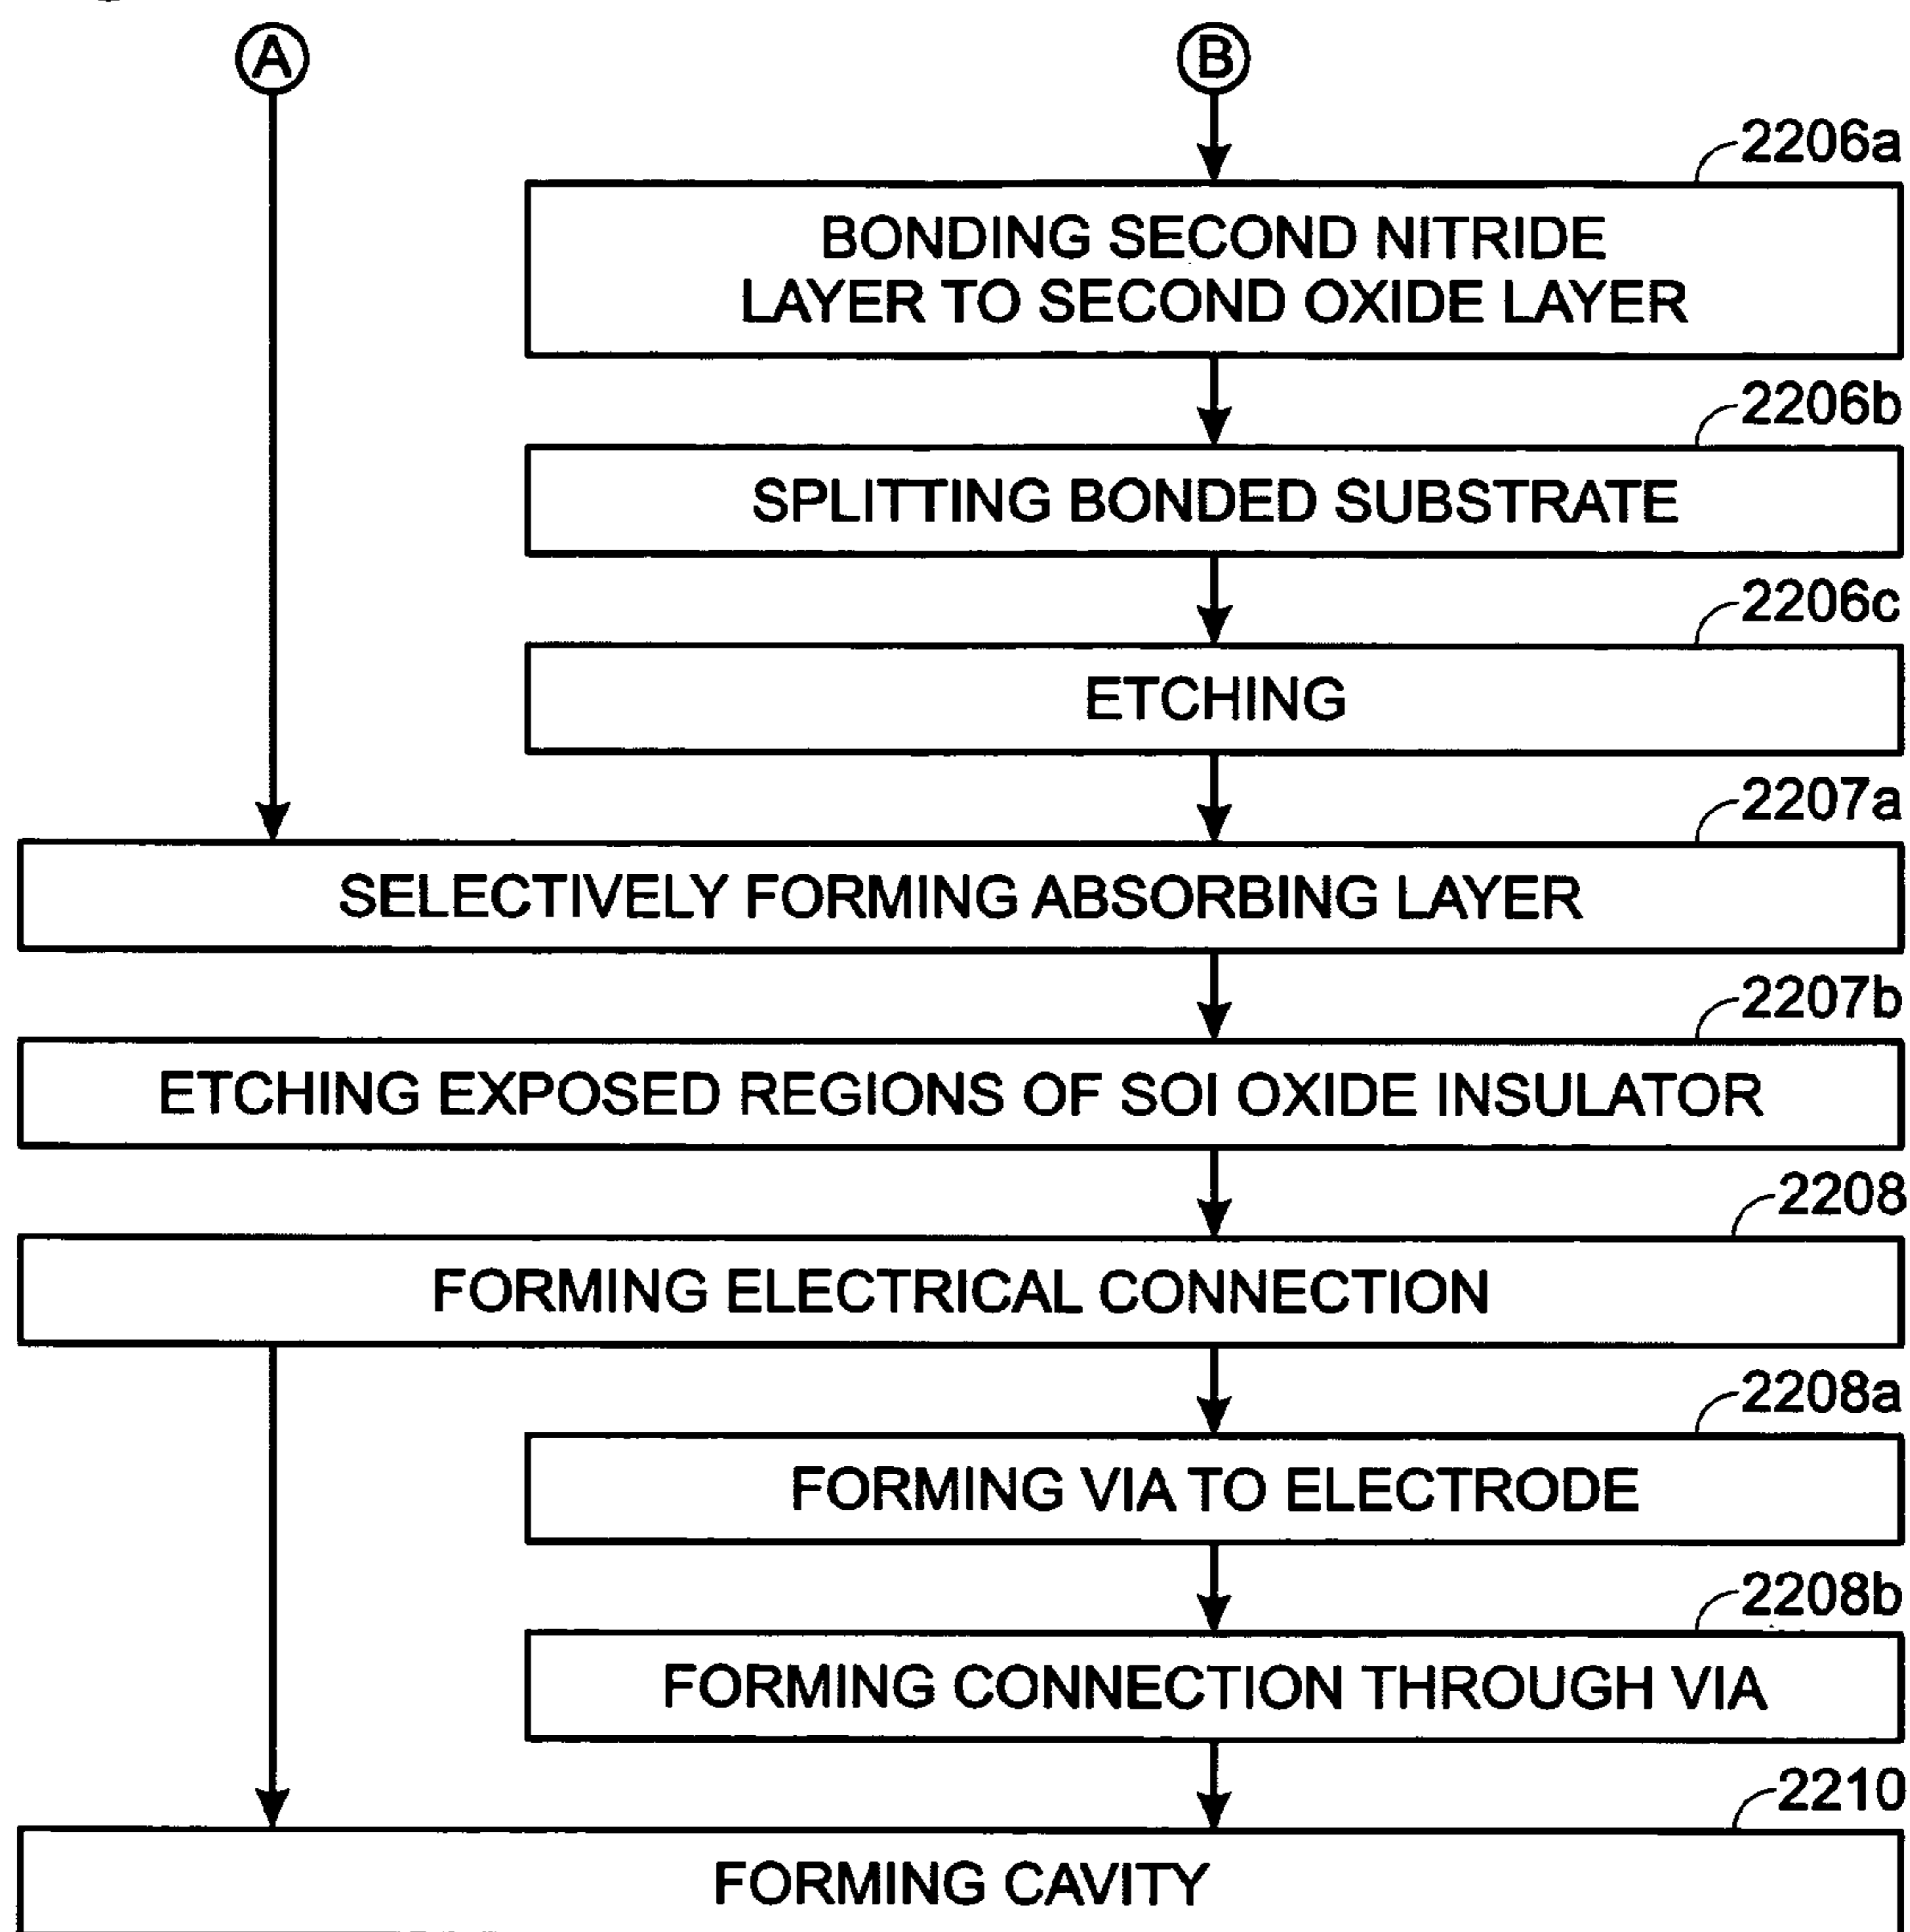 A
B
2206a
BONDING SECOND NITRIDE
LAYER TO SECOND OXIDE LAYER
2206b
SPLITTING BONDED SUBSTRATE
2206c
ETCHING
2207a
SELECTIVELY FORMING ABSORBING LAYER
2207b
ETCHING EXPOSED REGIONS OF SOI OXIDE INSULATOR
2208
FORMING ELECTRICAL CONNECTION
2208a
FORMING VIA TO ELECTRODE
2208b
FORMING CONNECTION THROUGH VIA
2210
FORMING CAVITY